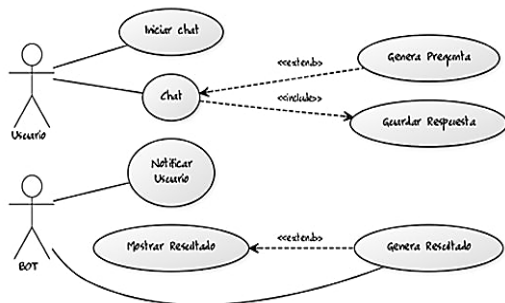 Iniciar chat
<<extend>>
Genera Pregunta
Chat
<<include>>
Guardar Respuesta
Usuario
Notificar
Usuario
Mostrar Resultado
<<extend>>
Genera Resultado
BOT